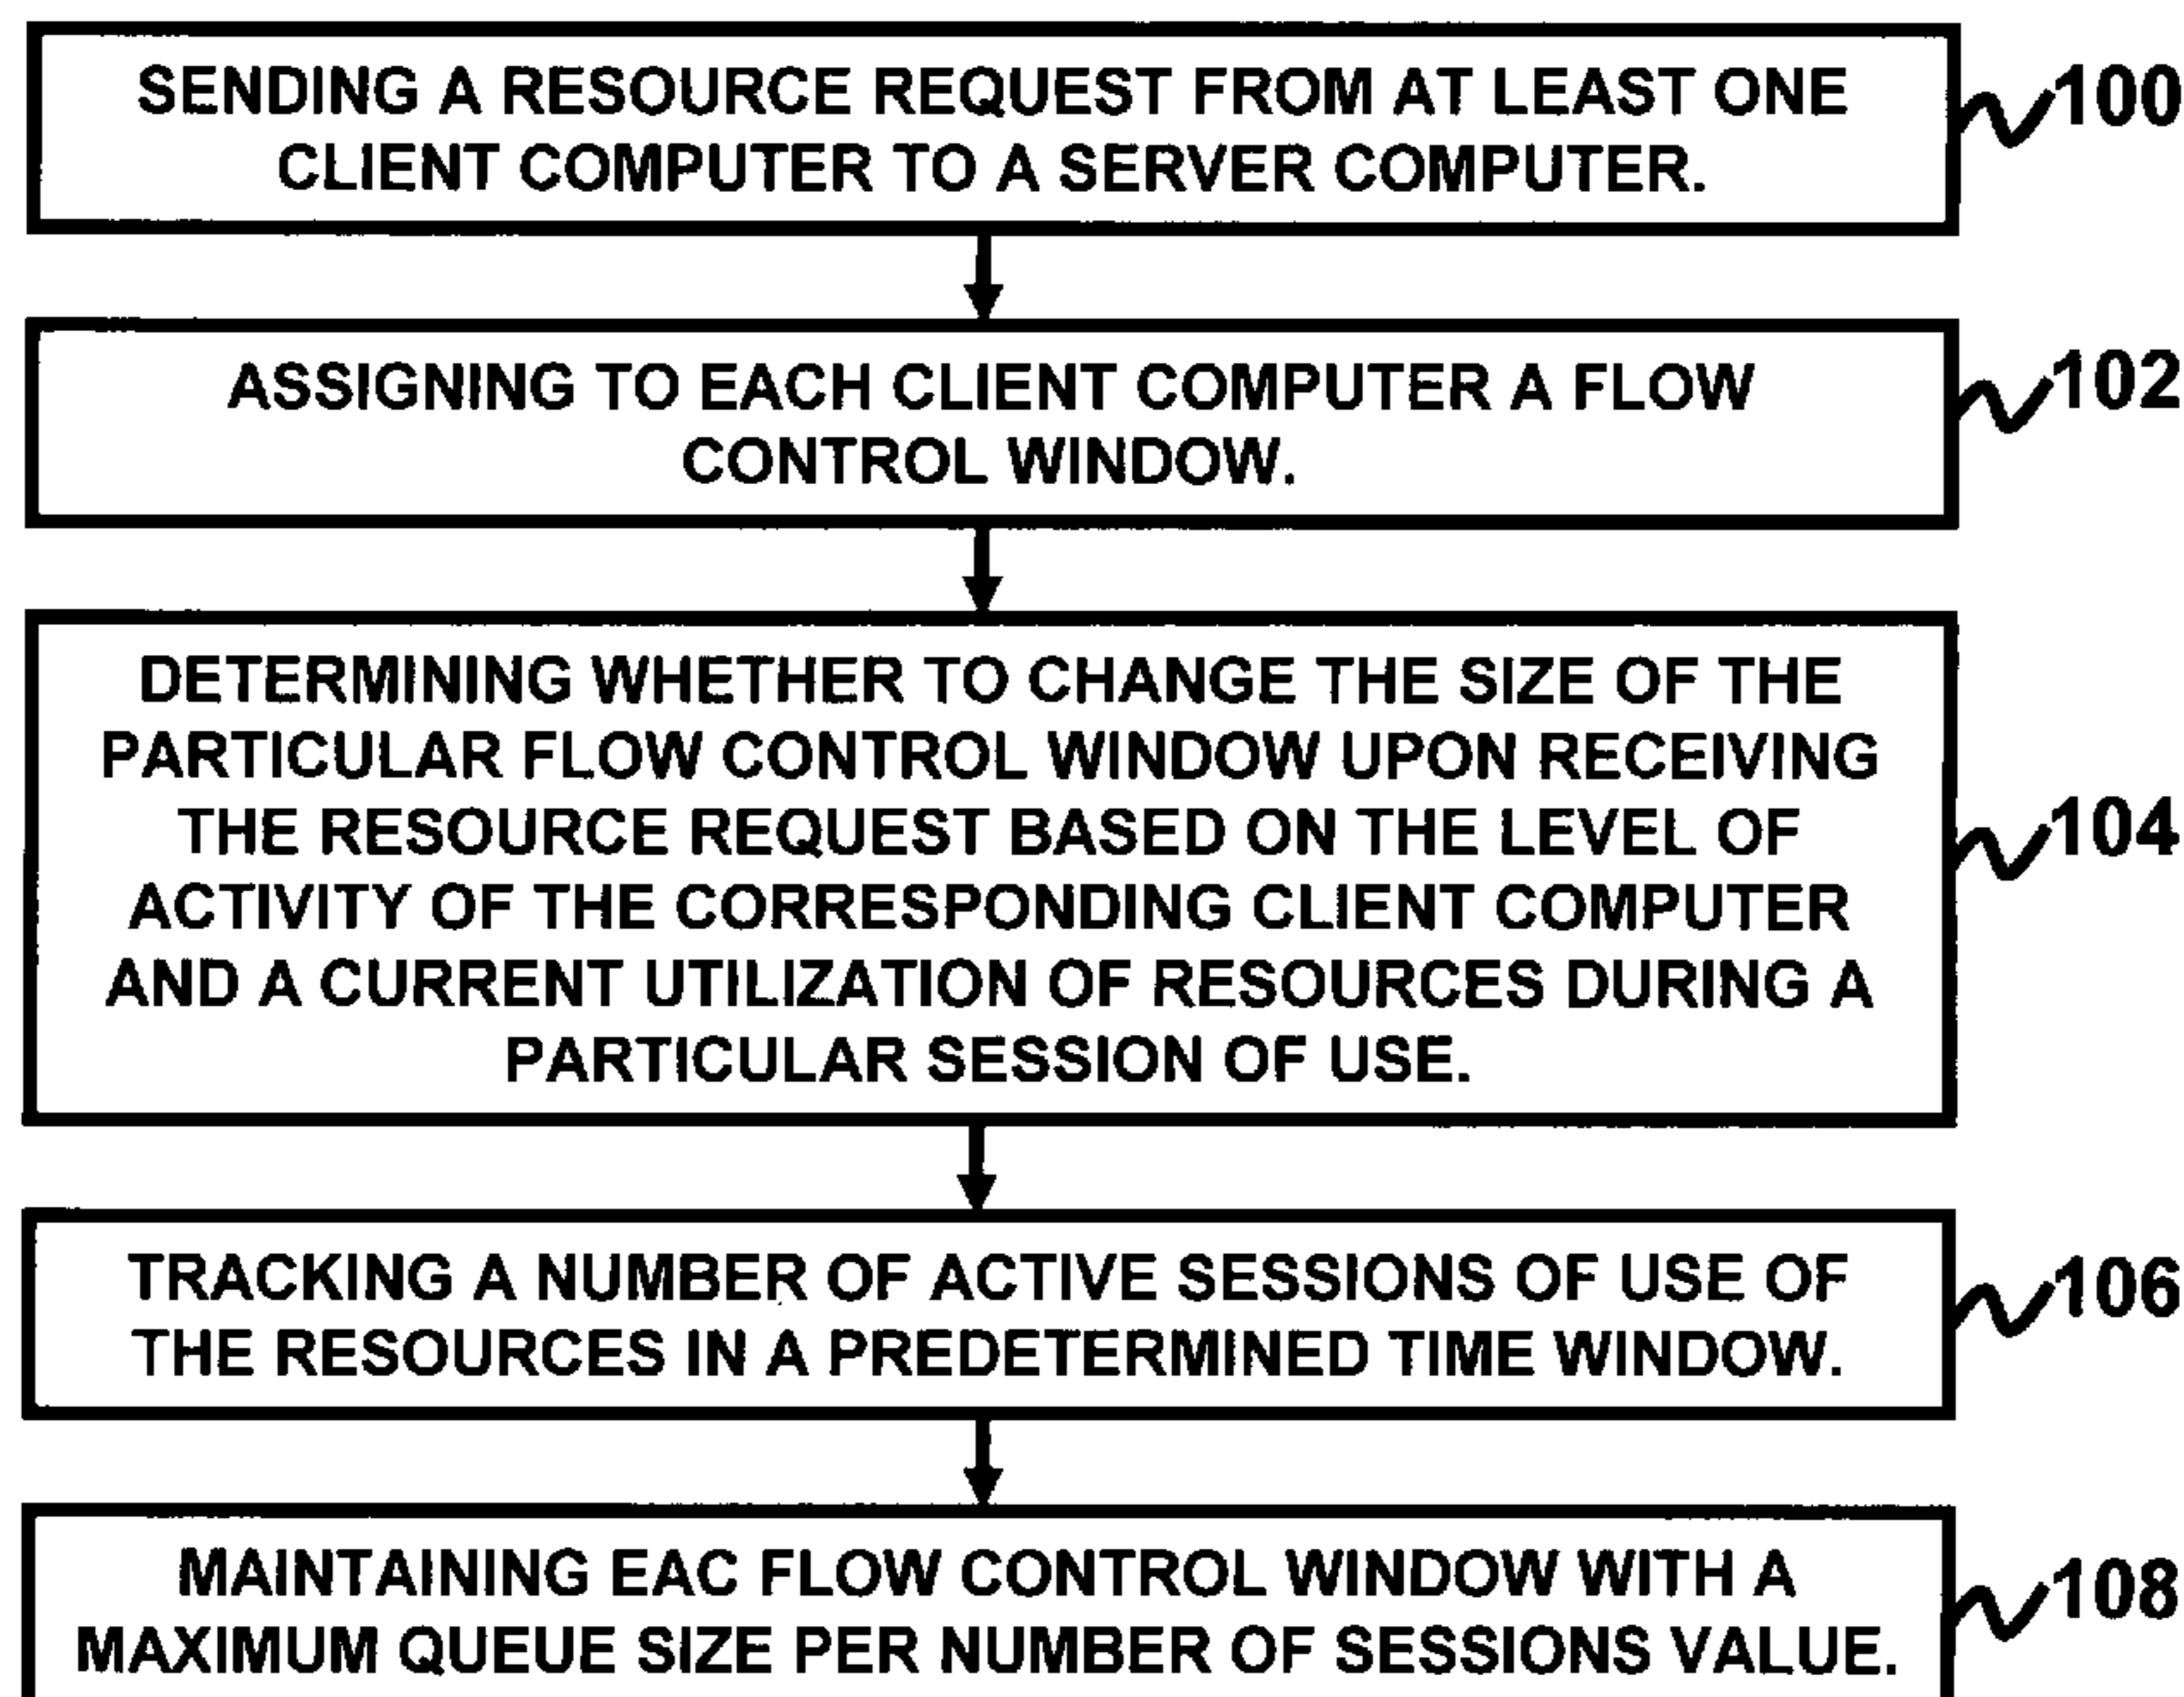 SENDING A RESOURCE REQUEST FROM AT LEAST ONE
CLIENT COMPUTER TO A SERVER COMPUTER.
100
ASSIGNING TO EACH CLIENT COMPUTER A FLOW
CONTROL WINDOW.
102
DETERMINING WHETHER TO CHANGE THE SIZE OF THE
PARTICULAR FLOW CONTROL WINDOW UPON RECEIVING
THE RESOURCE REQUEST BASED ON THE LEVEL OF
ACTIVITY OF THE CORRESPONDING CLIENT COMPUTER
AND A CURRENT UTILIZATION OF RESOURCES DURING A
PARTICULAR SESSION OF USE.
104
TRACKING A NUMBER OF ACTIVE SESSIONS OF USE OF
THE RESOURCES IN A PREDETERMINED TIME WINDOW.
106
MAINTAINING EAC FLOW CONTROL WINDOW WITH A
MAXIMUM QUEUE SIZE PER NUMBER OF SESSIONS VALUE.
108